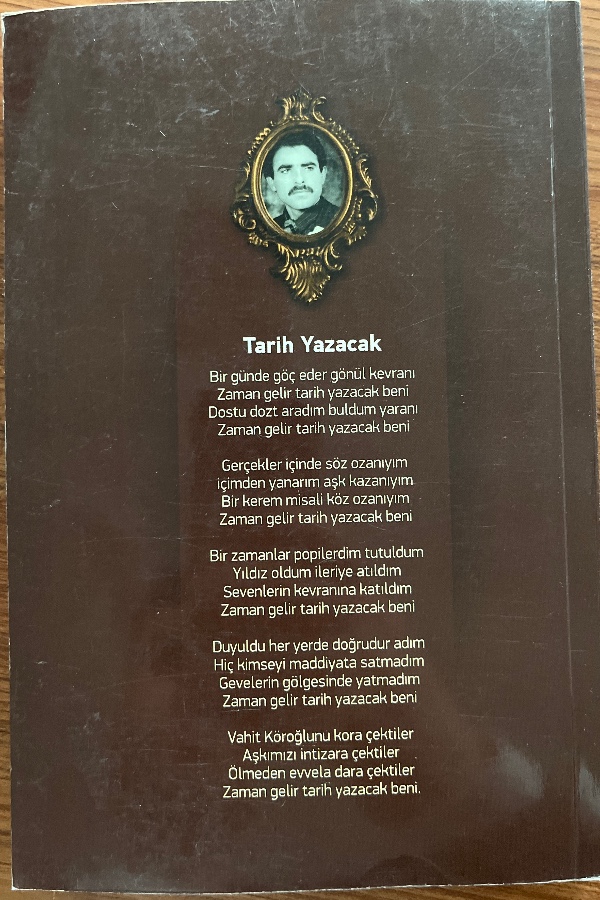 Tarih Yazacak
Bir günde göç eder gönül kevranı
Zaman gelir tarih yazacak beni
Dostu dozt aradım buldum yaranı
Zaman gelir tarih yazacak beni
Gerçekler içinde söz ozanıyım
içimden yanarım aşk kazanıyım
Bir kerem misali köz ozanıyım
Zaman gelir tarih yazacak beni
Bir zamanlar popilerdim tutuldum
Yıldız oldum ileriye atıldım
Sevenlerin kevranına katıldım
Zaman gelir tarih yazacak beni
Duyuldu her yerde doğrudur adım
Hiç kimseyi maddiyata satmadım
Gevelerin gölgesinde yatmadım
Zaman gelir tarih yazacak beni
Vahit Köroğlunu kora çektiler
Aşkımızı intizara çektiler
Ölmeden evvela dara çektiler
Zaman gelir tarih yazacak beni.